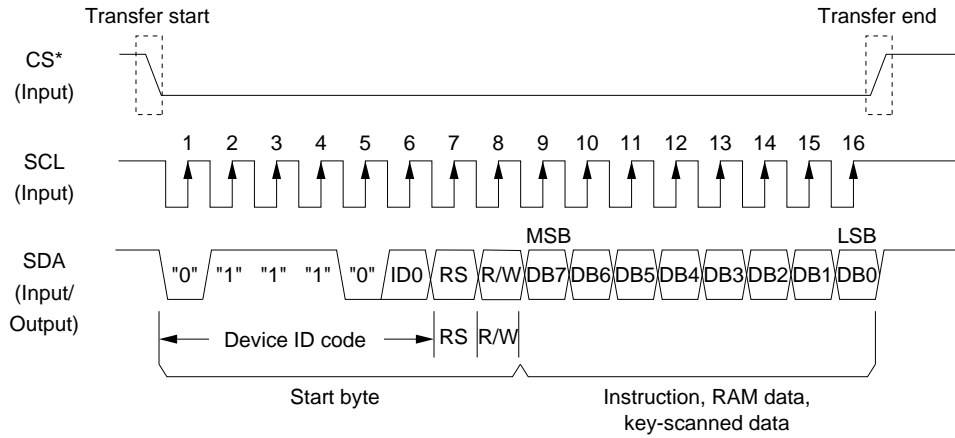 Transfer start
Transfer end
CS*
(Input)
1 2 3 4 5 6 7 8 9 10 11 12 13 14 15 16
SCL
(Input)
MSB
LSB
SDA
(Input/
Output)
"0" "1" "1" "1" "0" ID0 RS R/W DB7 DB6 DB5 DB4 DB3 DB2 DB1 DB0
Device ID code RS R/W
Start byte
Instruction, RAM data,
key-scanned data